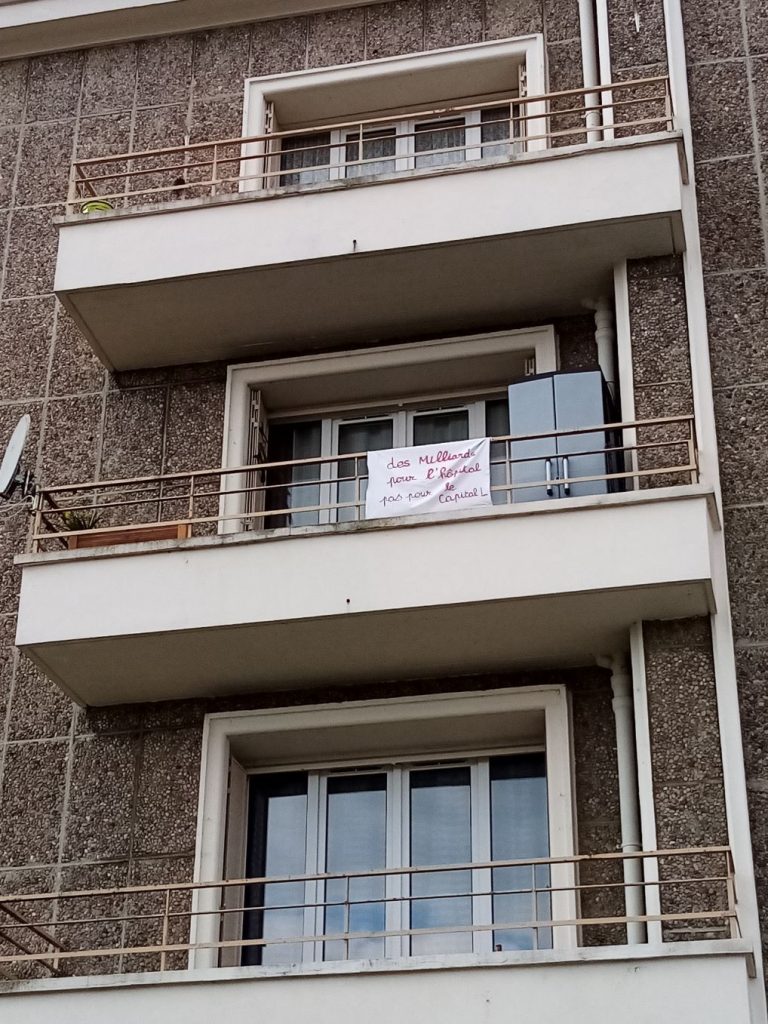 des Milliards
pour l'hôpital
pas pour le Capital L